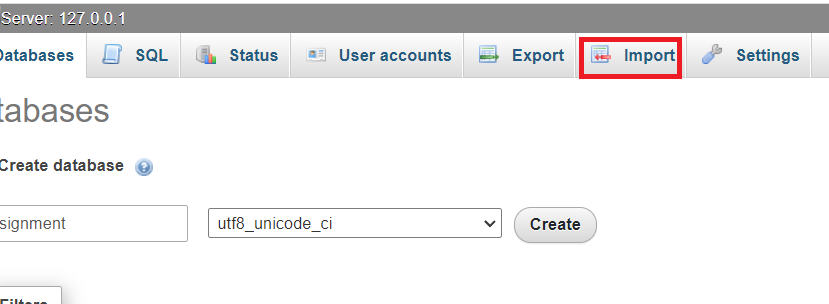 Server: 127.0.0.1
Databases SQL Status User accounts Export Import Settings
tabases
Create database
signment utf8_unicode_ci Create
Filters